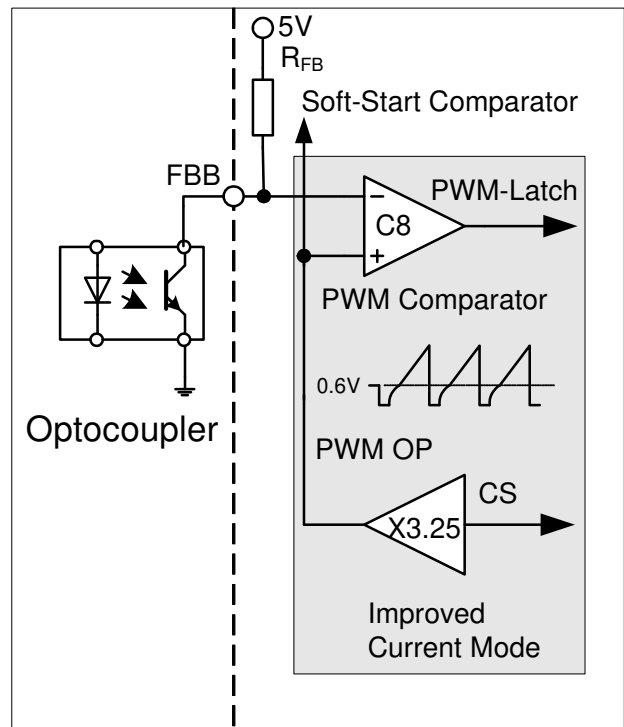 5V
RFB
Soft-Start Comparator
FBB
PWM-Latch
−
C8
+
PWM Comparator
0.6V
Optocoupler
PWM OP
CS
X3.25
Improved
Current Mode